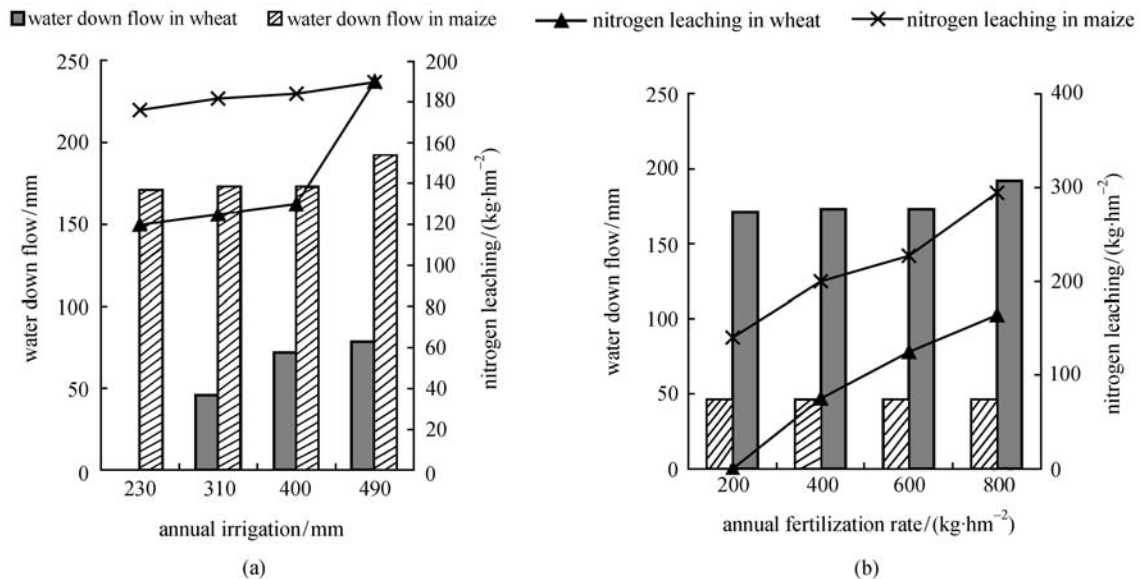 water down flow in wheat water down flow in maize nitrogen leaching in wheat nitrogen leaching in maize
water down flow/mm
250
200
150
100
50
0
200
180
160
140
120
100
80
60
40
20
0
nitrogen leaching/(kg·hm⁻²)
230 310 400 490
annual irrigation/mm
(a)
water down flow/mm
250
200
150
100
50
0
400
300
200
100
0
nitrogen leaching/(kg·hm⁻²)
200 400 600 800
annual fertilization rate/(kg·hm⁻²)
(b)